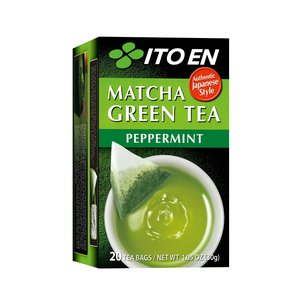 ITO EN
MATCHA
GREEN TEA
Authentic
Japanese
Style
PEPPERMINT
20 TEA BAGS / NET WT. 1.05 OZ (30g)